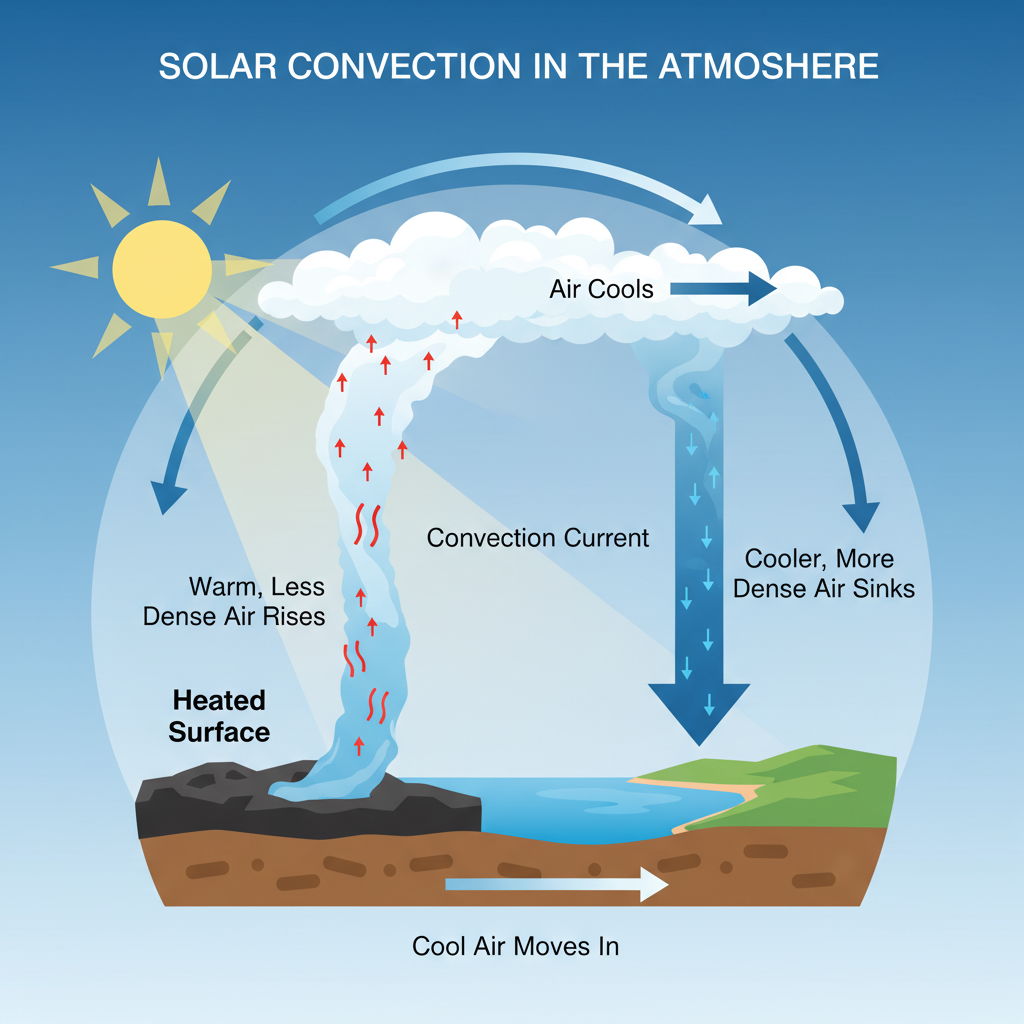 SOLAR CONVECTION IN THE ATMOSHERE
Air Cools
Convection Current
Cooler, More
Dense Air Sinks
Warm, Less
Dense Air Rises
Heated
Surface
Cool Air Moves In